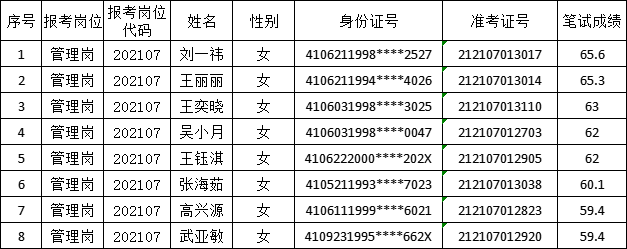 序号 报考岗位 报考岗位代码 姓名 性别 身份证号 准考证号 笔试成绩
1 管理岗 202107 刘一祎 女 4106211998****2527 212107013017 65.6
2 管理岗 202107 王丽丽 女 4106211994****4026 212107013014 65.3
3 管理岗 202107 王奕晓 女 4106031998****3025 212107013110 63
4 管理岗 202107 吴小月 女 4106031998****0047 212107012703 62
5 管理岗 202107 王钰淇 女 4106222000****202X 212107012905 62
6 管理岗 202107 张海茹 女 4105211993****7023 212107013038 60.1
7 管理岗 202107 高兴源 女 4106111999****6021 212107012823 59.4
8 管理岗 202107 武亚敏 女 4109231995****662X 212107012920 59.4